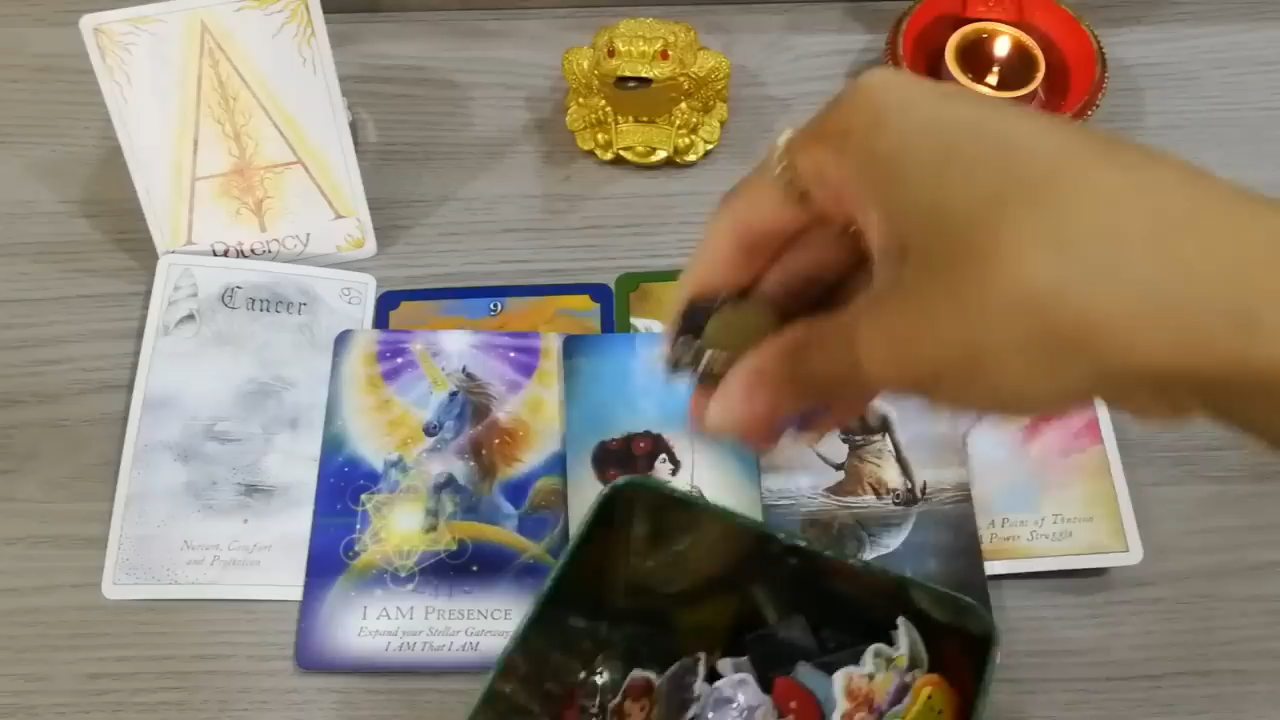 A
Potency
Cancer
9
Nurture, Comfort
and Protection
I AM PRESENCE
Expand your Stellar Gateway,
I AM That I AM.
A Point of Tension
A Power Struggle